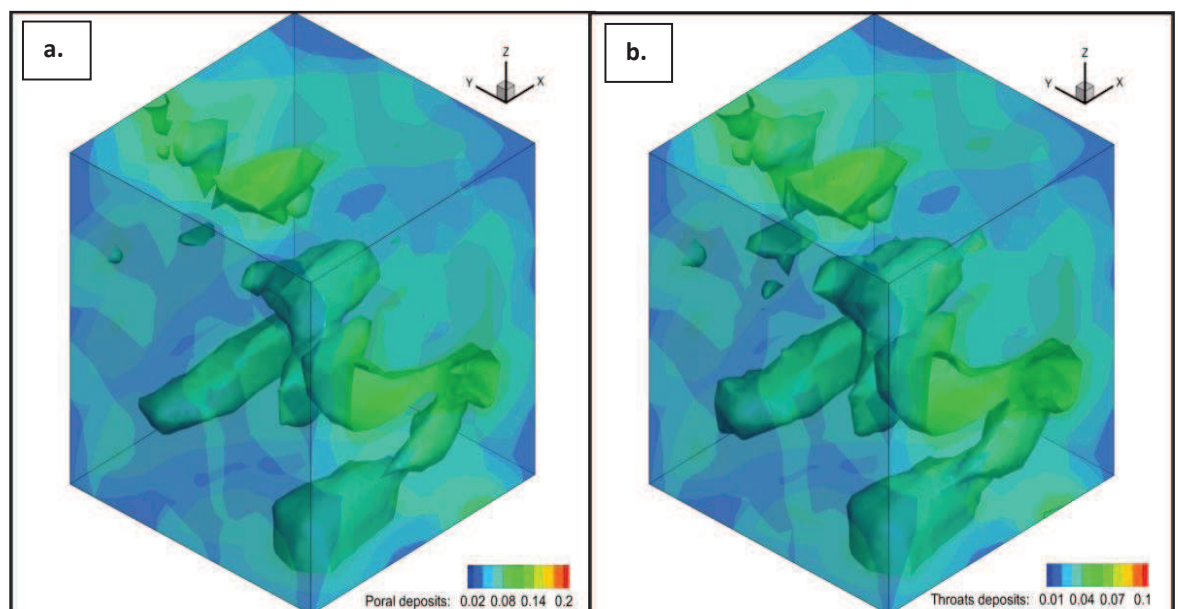 a.
Z
Y X
Poral deposits: 0.02 0.08 0.14 0.2
b.
Z
Y X
Throats deposits: 0.01 0.04 0.07 0.1